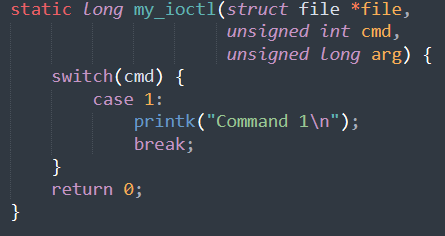 static long my_ioctl(struct file *file,
                     unsigned int cmd,
                     unsigned long arg) {
    switch(cmd) {
        case 1:
            printk("Command 1\n");
            break;
    }
    return 0;
}